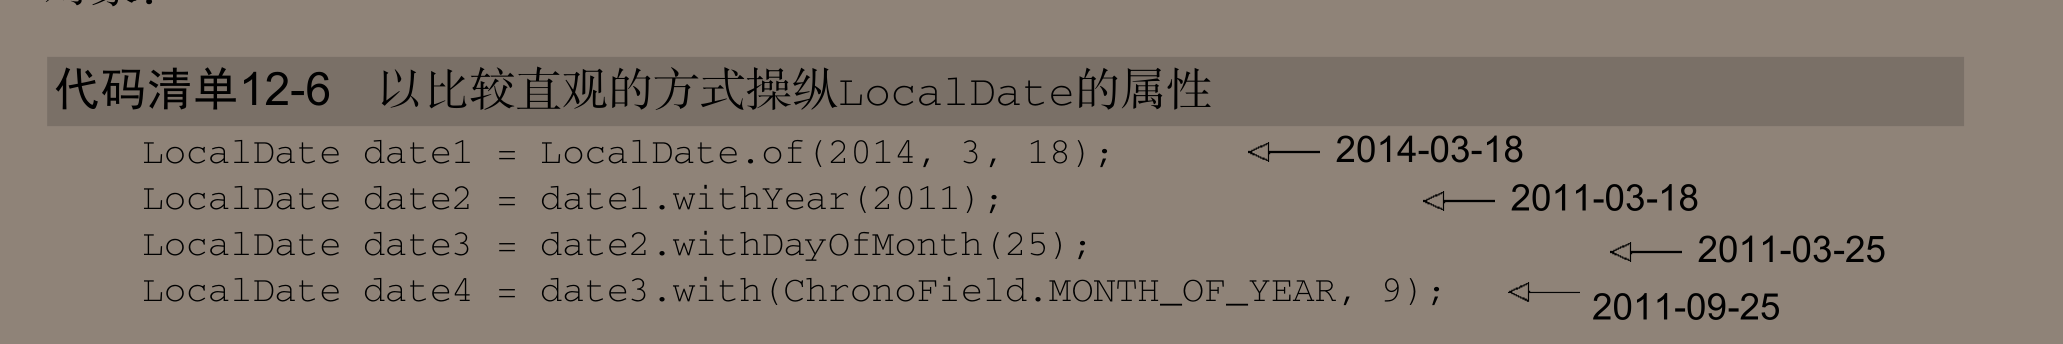 代码清单12-6 以比较直观的方式操纵LocalDate的属性
LocalDate date1 = LocalDate.of(2014, 3, 18); 2014-03-18
LocalDate date2 = date1.withYear(2011); 2011-03-18
LocalDate date3 = date2.withDayOfMonth(25); 2011-03-25
LocalDate date4 = date3.with(ChronoField.MONTH_OF_YEAR, 9); 2011-09-25